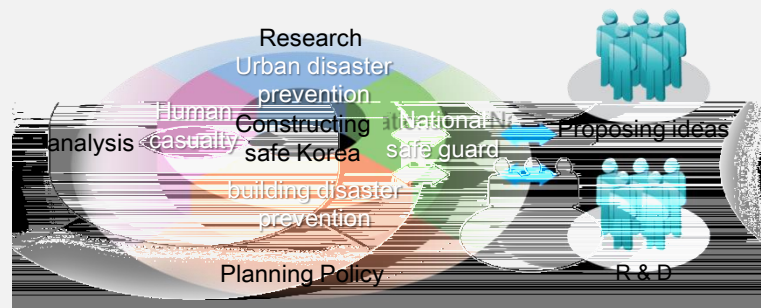 Research
Urban disaster
prevention
Human
casualty
analysis
Constructing
safe Korea
National
safe guard
Proposing ideas
building disaster
prevention
Planning Policy
R & D